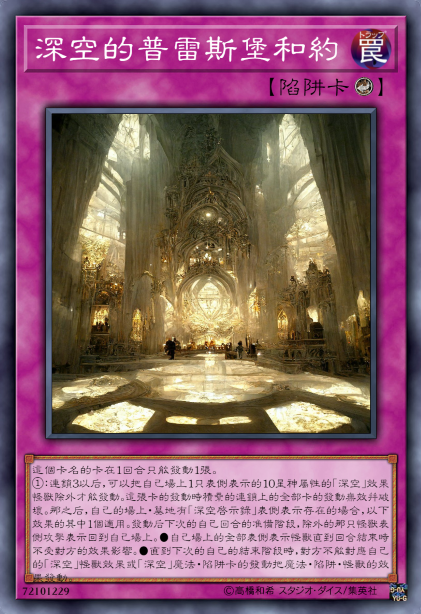 深空的普雷斯堡和約
トラップ
罠
【陷阱卡】
這個卡名的卡在1回合只能發動1張。
①:連鎖3以后,可以把自己場上1只表側表示的10星神屬性的「深空」效果
怪獸除外才能發動。這張卡的發動時積累的連鎖上的全部卡的發動無效幷破
壞。那之后,自己的場上・墓地有「深空啓示錄」表側表示存在的場合,以下
效果的其中1個適用。發动后下次的自己回合的准備階段,除外的那只怪獸表
側攻擊表示回到自己場上。●自己場上的全部表側表示怪獸直到回合結束時
不受對方的效果影響。●直到下次的自己的結束階段時,對方不能對應自己
的「深空」怪獸效果或「深空」魔法・陷阱卡的發動把魔法・陷阱・怪獸的效
果發動。
72101229
©高橋和希 スタジオ・ダイス/集英社